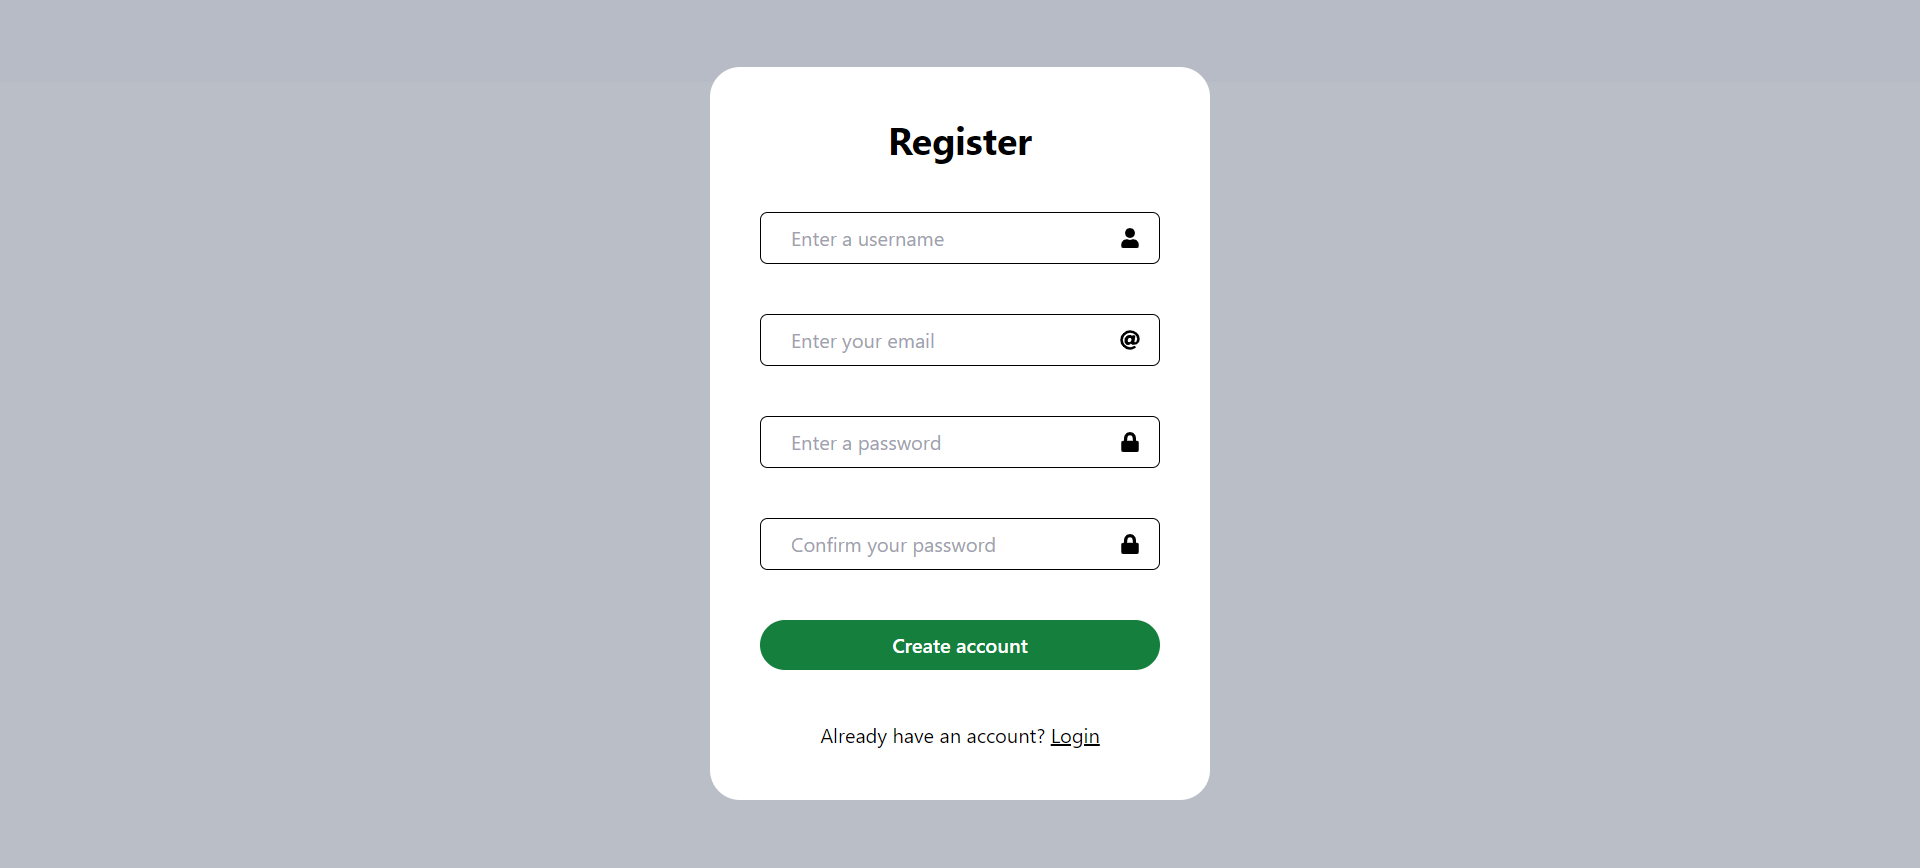 Register
Enter a username
Enter your email
@
Enter a password
Confirm your password
Create account
Already have an account? Login